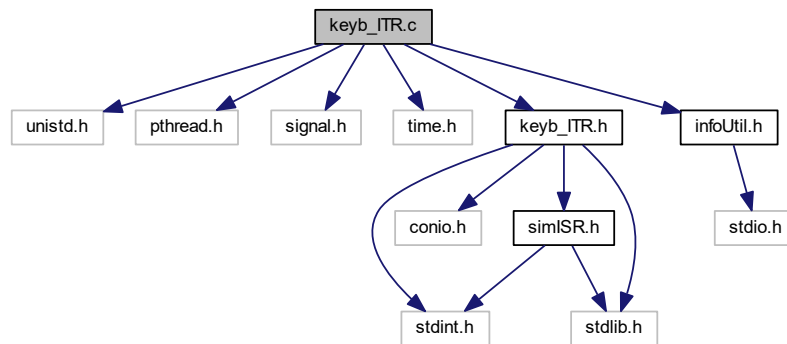 keyb_ITR.c
unistd.h
pthread.h
signal.h
time.h
keyb_ITR.h
infoUtil.h
conio.h
simISR.h
stdio.h
stdint.h
stdlib.h